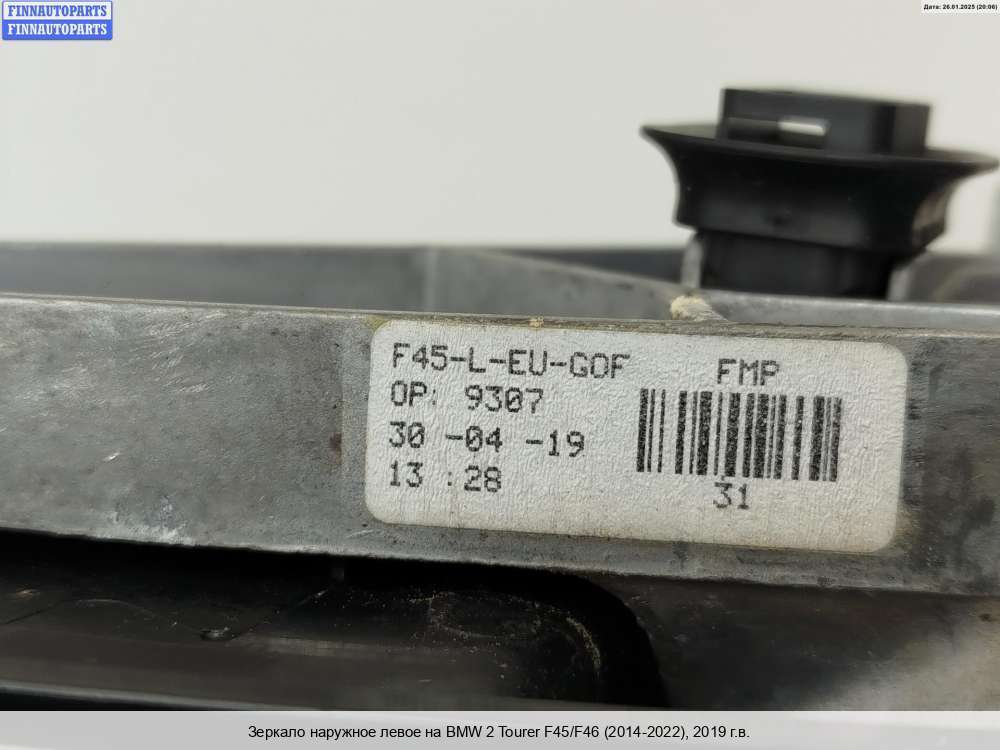 FINNAUTOPARTS
FINNAUTOPARTS
Дата: 26.01.2025 (20:06)
F45-L-EU-GOF
OP: 9307
30 -04 -19
13 :28
FMP
31
Зеркало наружное левое на BMW 2 Tourer F45/F46 (2014-2022), 2019 г.в.